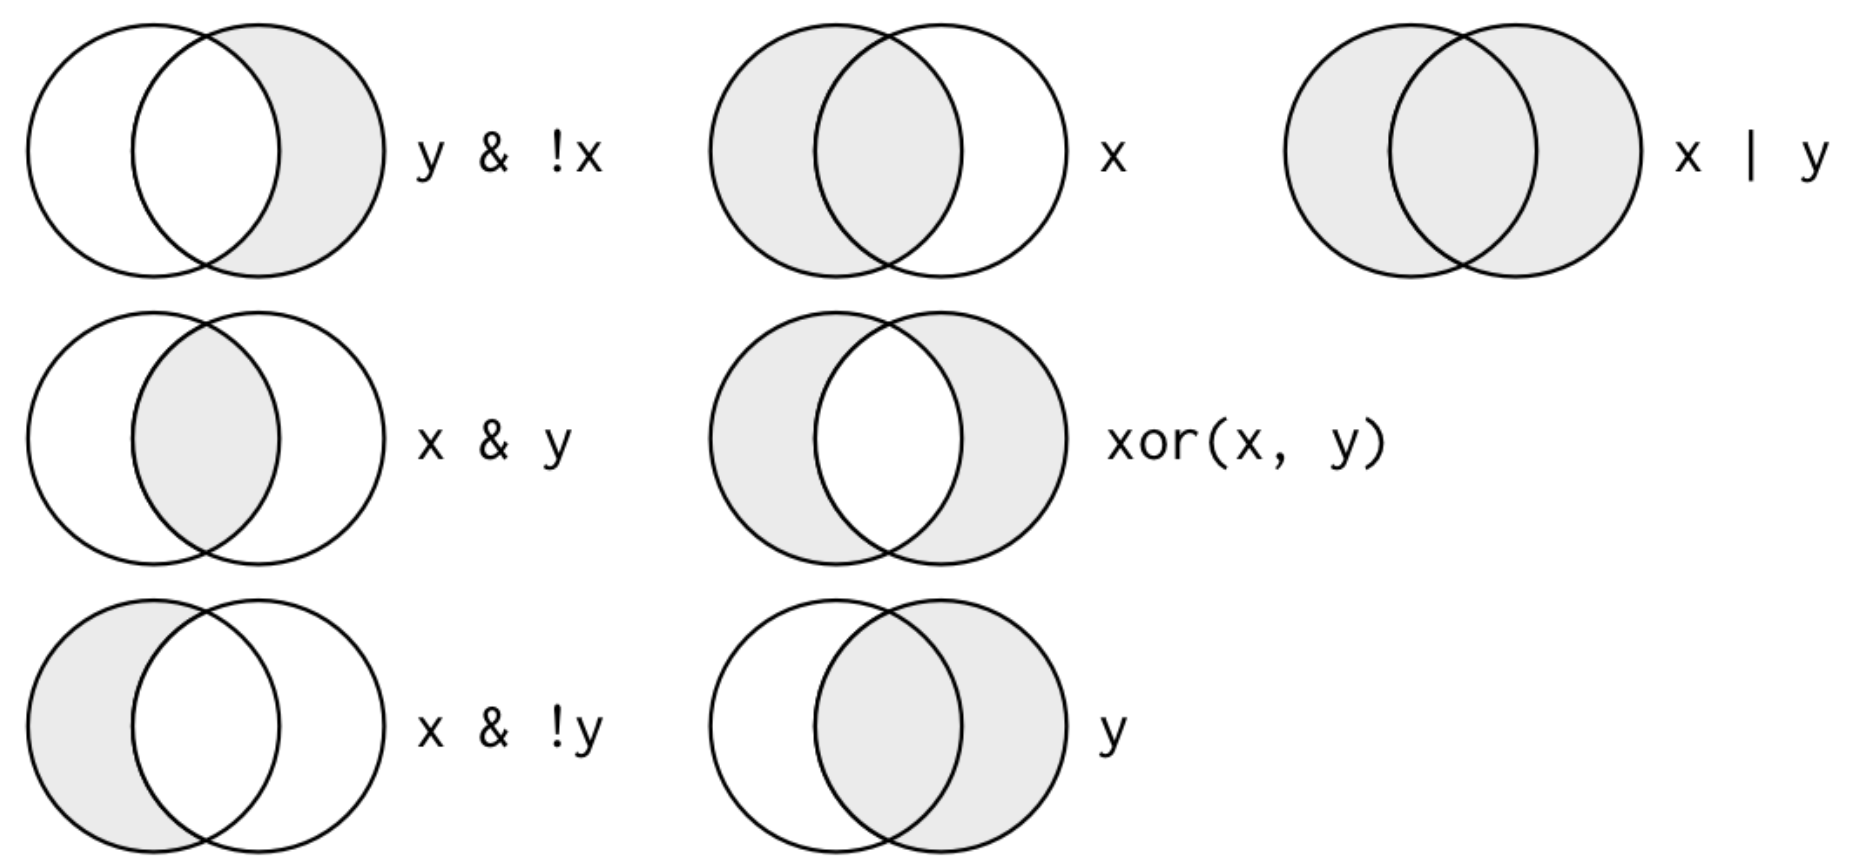 y & !x
x
x | y
x & y
xor(x, y)
x & !y
y